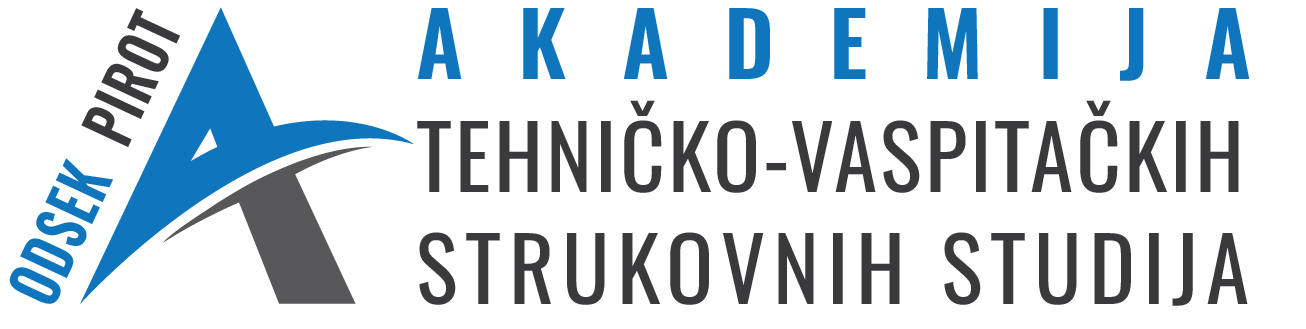 ODSEK PIROT
AKADEMIJA
TEHNIČKO-VASPITAČKIH
STRUKOVNIH STUDIJA